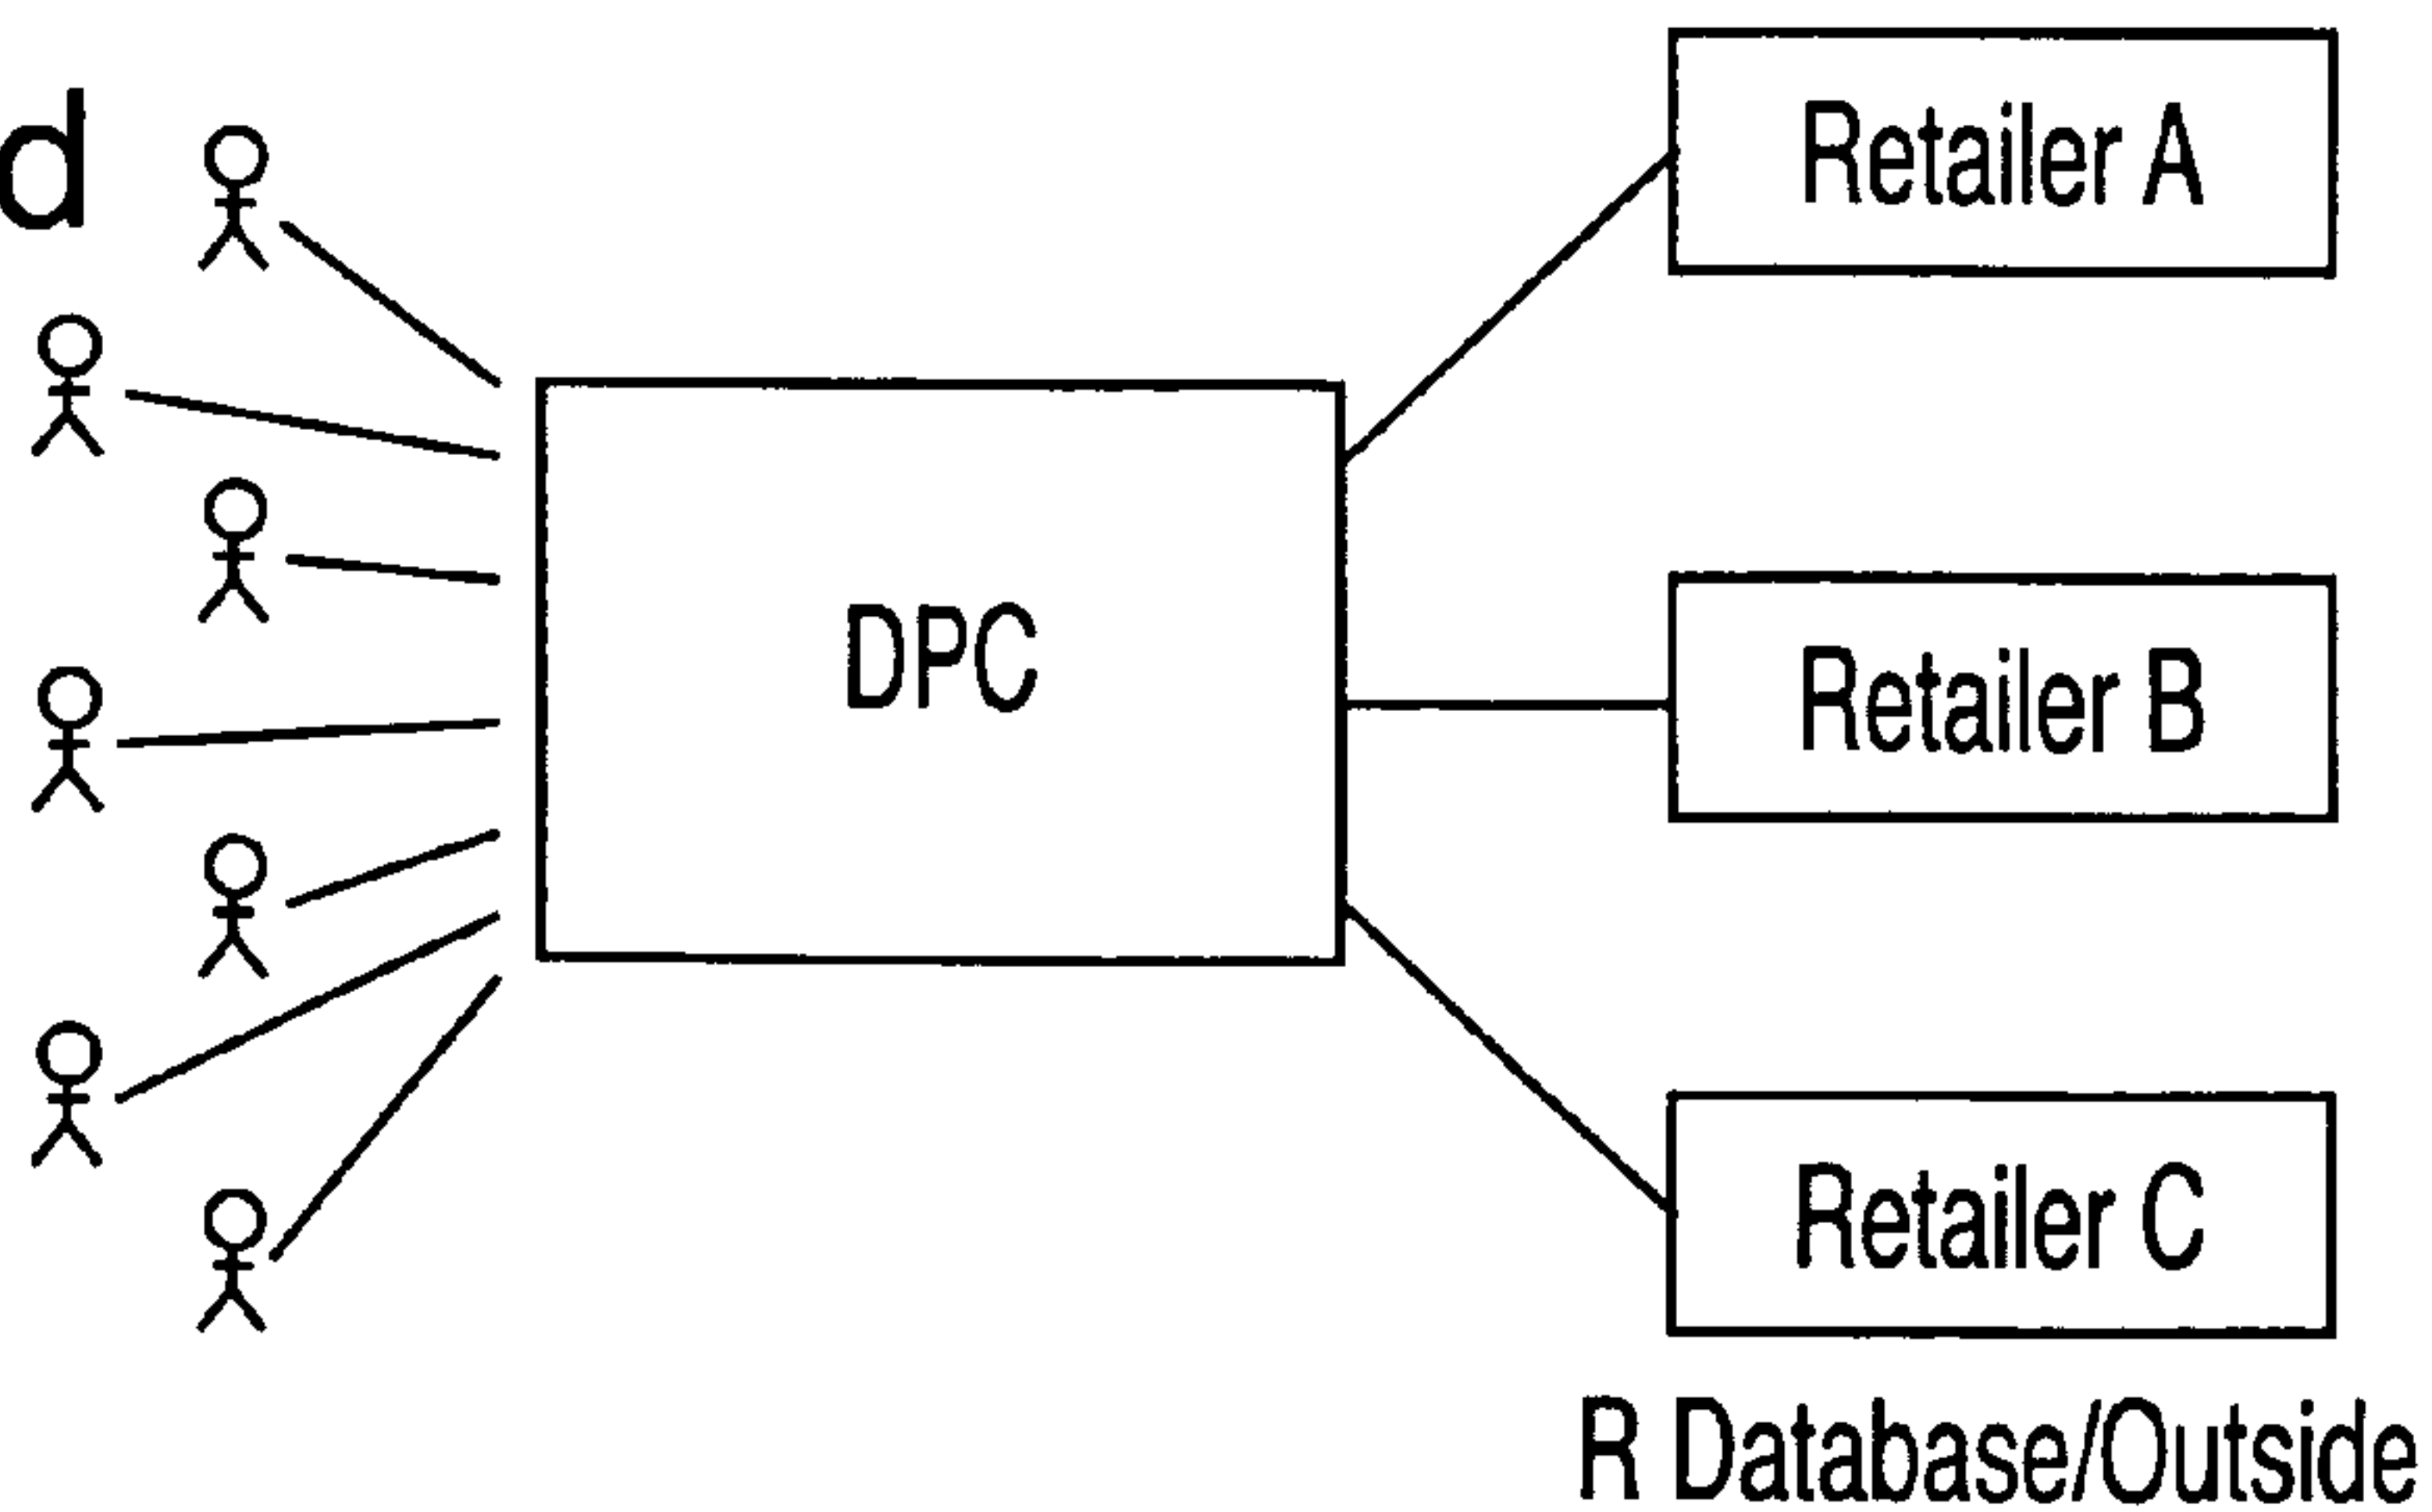 d
Retailer A
DPC
Retailer B
Retailer C
R Database/Outside